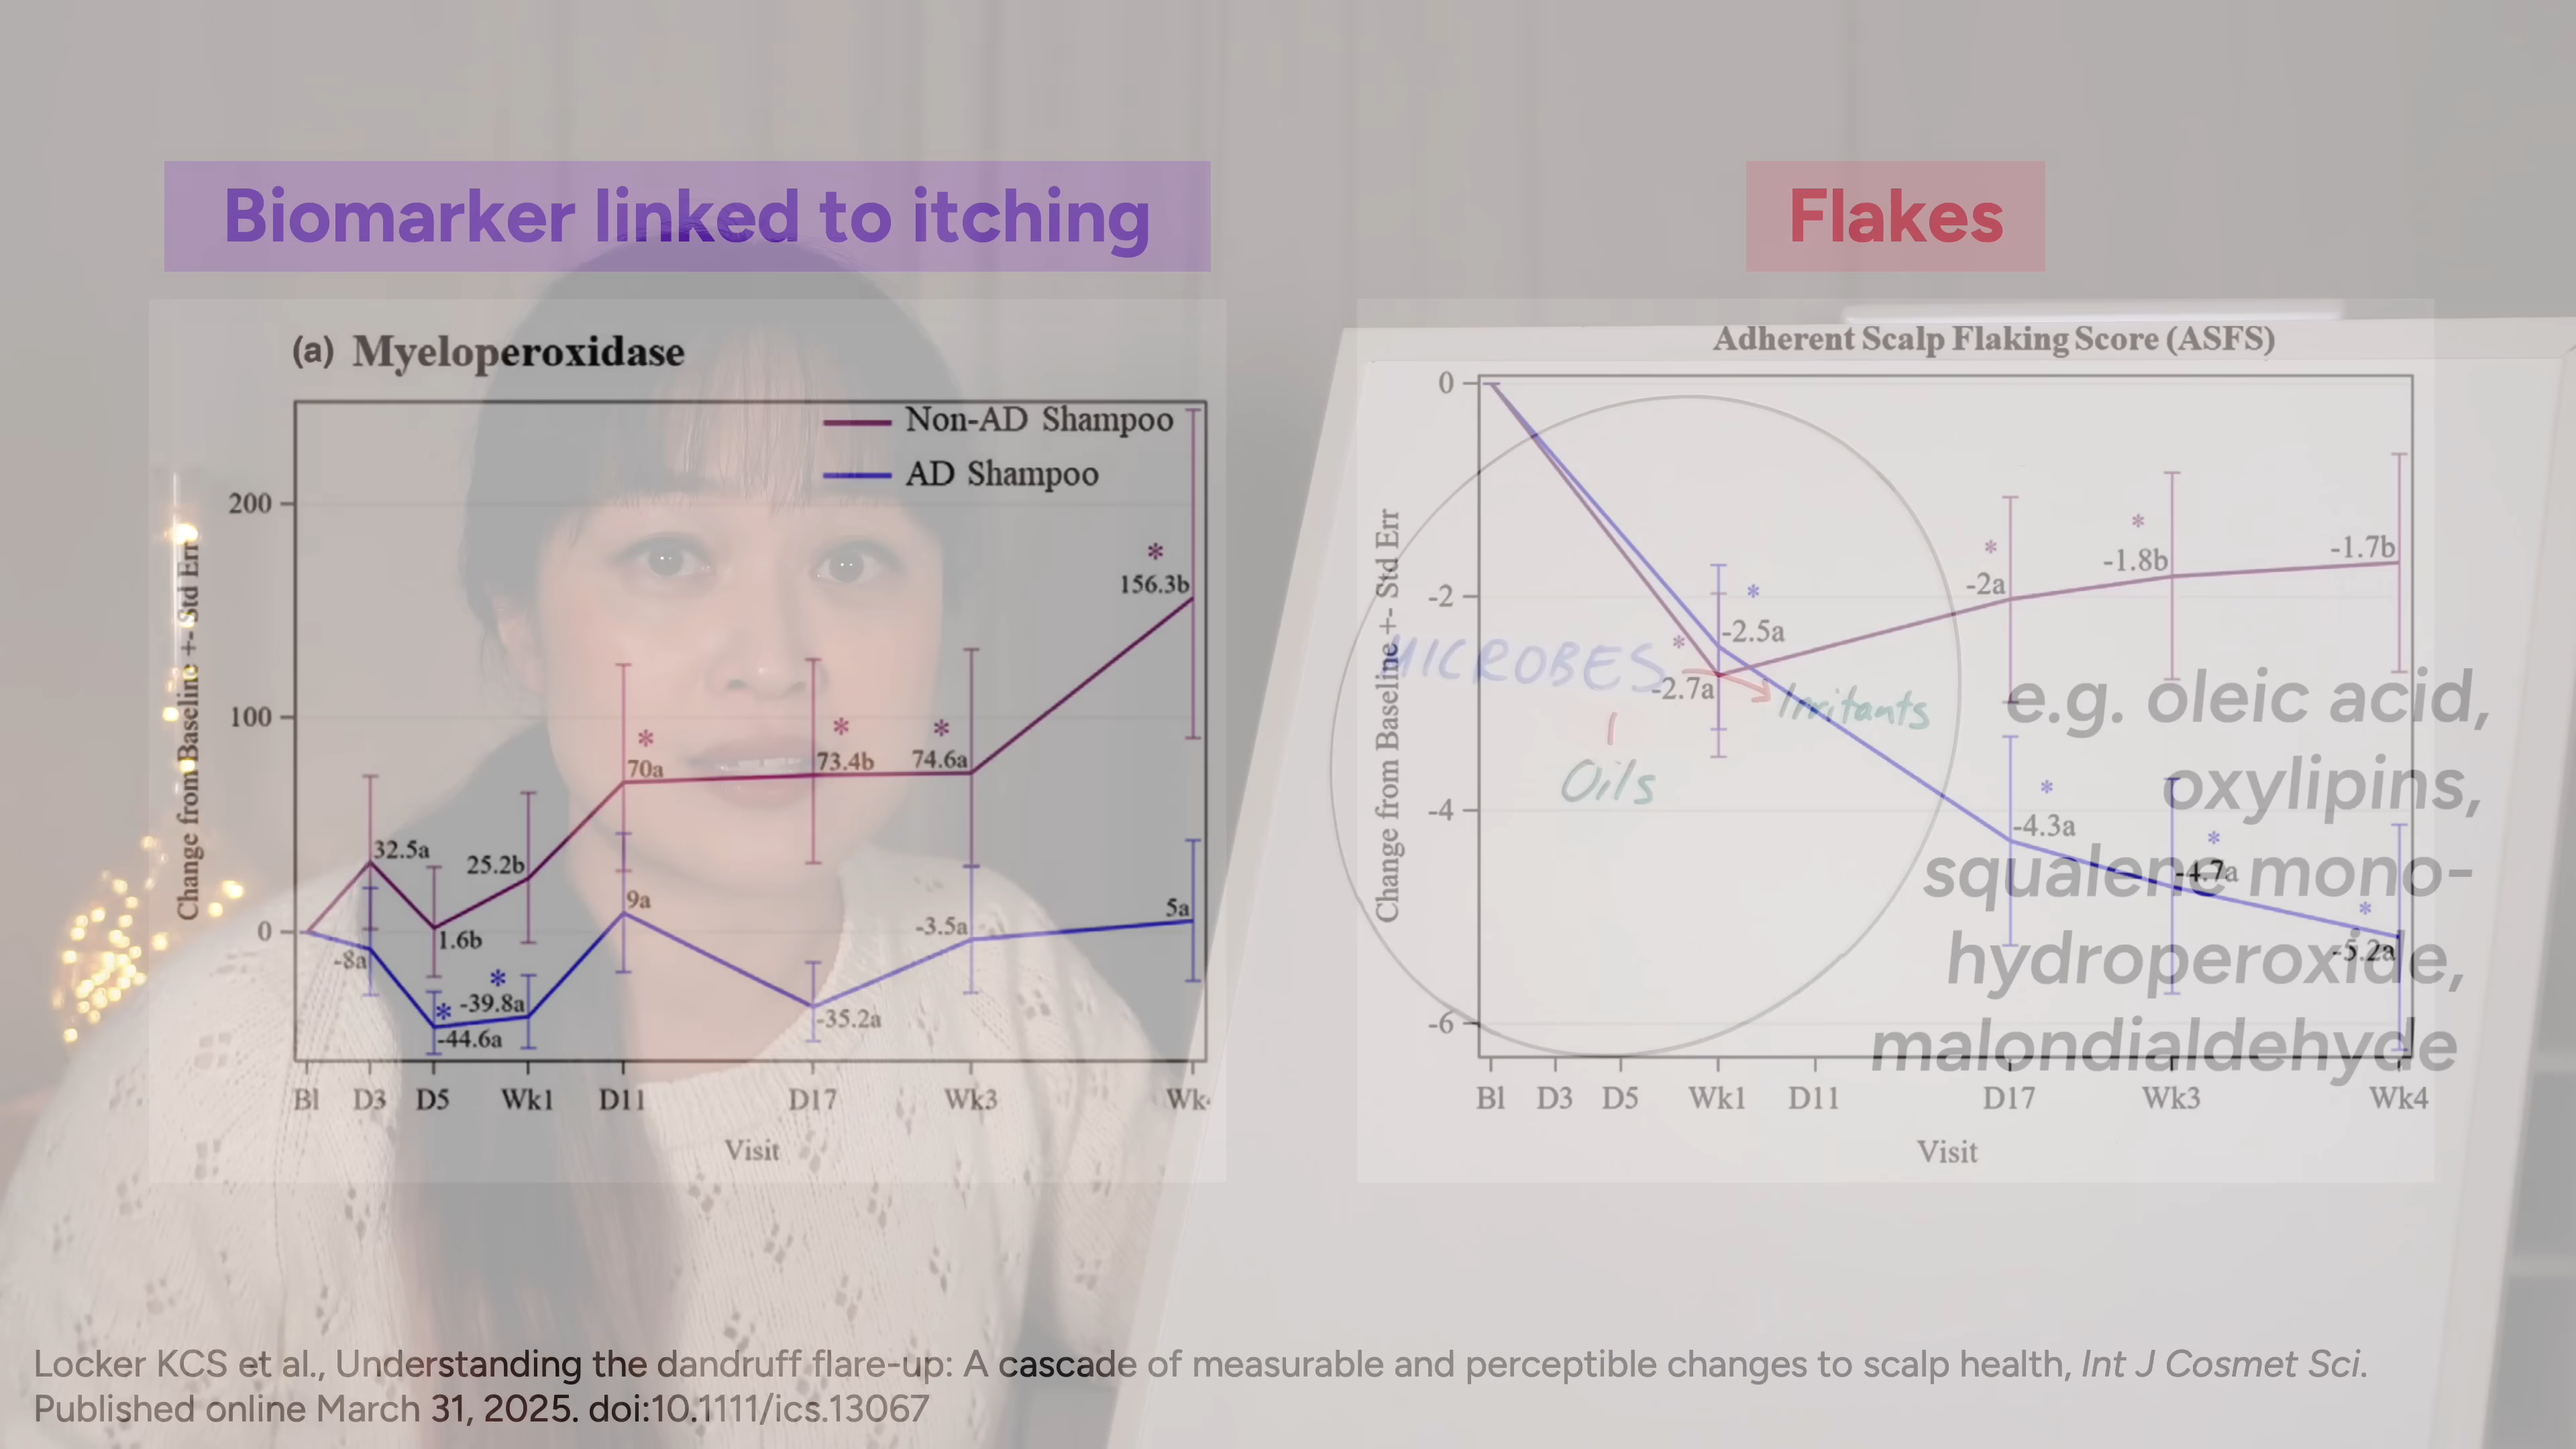 Biomarker linked to itching
Flakes
(a) Myeloperoxidase
Non-AD Shampoo
AD Shampoo
Change from Baseline +- Std Err
200
100
0
32.5a
1.6b
25.2b
70a
73.4b
74.6a
156.3b
*
*
*
*
-8a
-44.6a
-39.8a
9a
-35.2a
-3.5a
5a
*
*
Bl D3 D5 Wk1 D11 D17 Wk3
Visit
Adherent Scalp Flaking Score (ASFS)
Change from Baseline +- Std Err
0
-2
-4
-6
*
-2.7a
*
-2a
*
-1.8b
-1.7b
*
-2.5a
*
-4.3a
*
-4.7a
*
-5.2a
Bl D3 D5 Wk1 D11 D17 Wk3 Wk4
Visit
MICROBES
Irritants
Oils
e.g. oleic acid,
oxylipins,
squalene mono-
hydroperoxide,
malondialdehyde
Locker KCS et al., Understanding the dandruff flare-up: A cascade of measurable and perceptible changes to scalp health, Int J Cosmet Sci.
Published online March 31, 2025. doi:10.1111/ics.13067